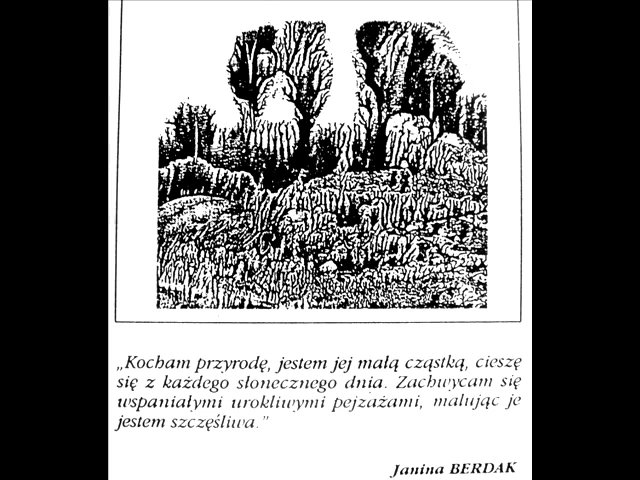 „Kocham przyrodę, jestem jej małą cząstką, cieszę
się z każdego słonecznego dnia. Zachwycam się
wspaniałymi urokliwymi pejzażami, malując je
jestem szczęśliwa."
Janina BERDAK